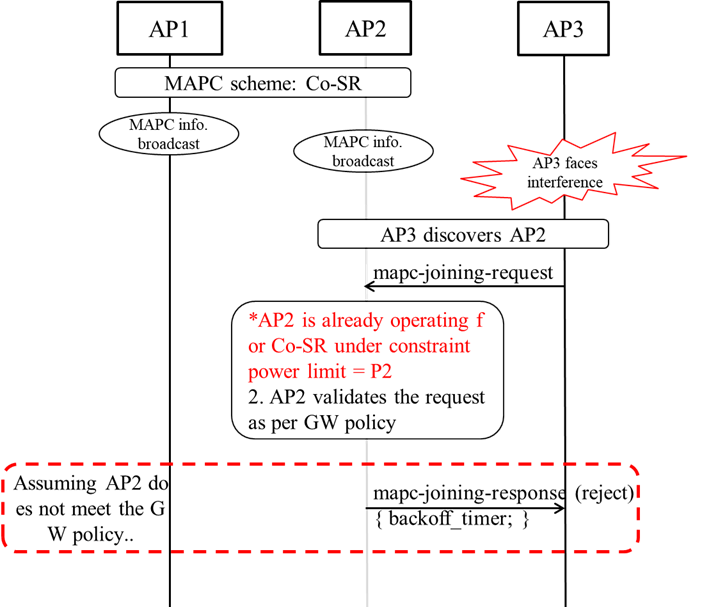 AP1
AP2
AP3
MAPC scheme: Co-SR
MAPC info.
broadcast
MAPC info.
broadcast
AP3 faces
interference
AP3 discovers AP2
mapc-joining-request
*AP2 is already operating f
or Co-SR under constraint
power limit = P2
2. AP2 validates the request
as per GW policy
Assuming AP2 do
es not meet the G
W policy..
mapc-joining-response (reject)
{ backoff_timer; }